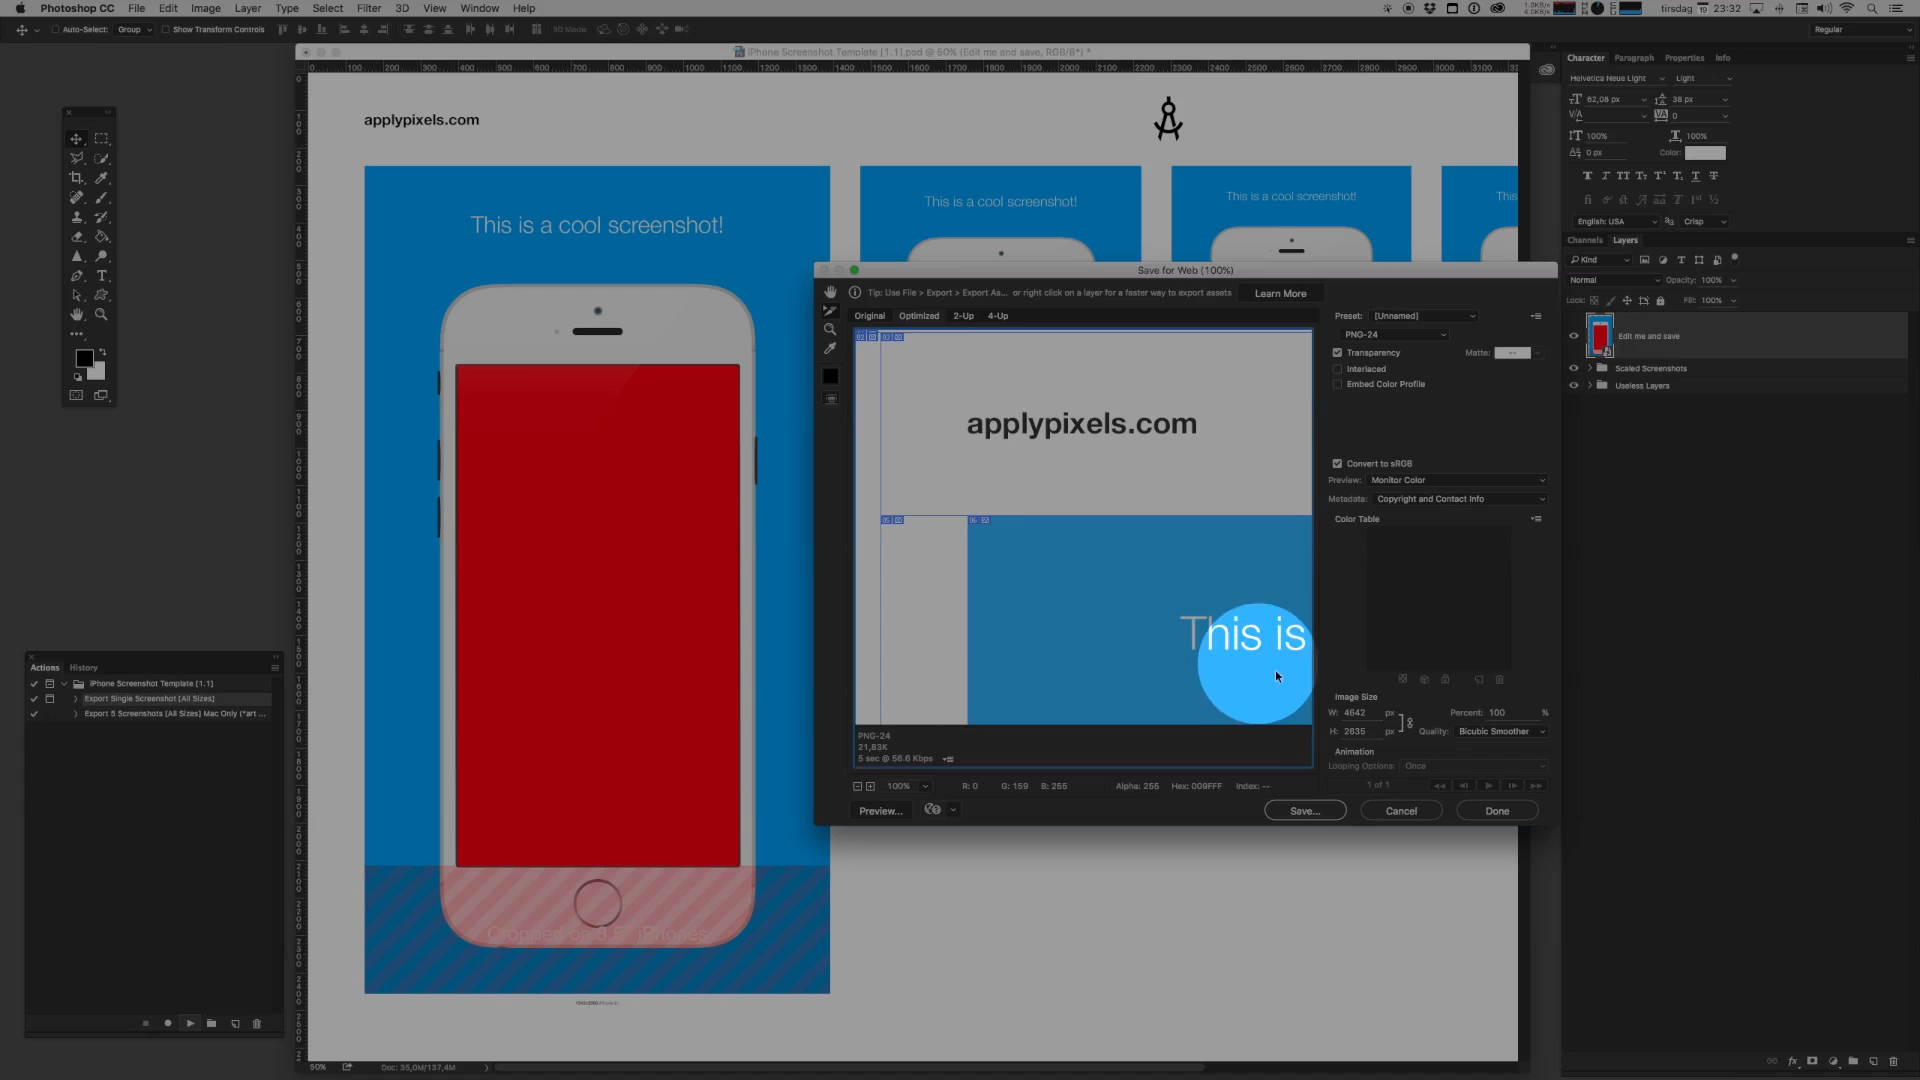 Photoshop CC File Edit Image Layer Type Select Filter 3D View Window Help
tirsdag 19 23:32
Auto-Select: Group Show Transform Controls 3D Mode Regular
iPhone Screenshot Template [1.1].psd @ 50% (Edit me and save, RGB/8*) *
applypixels.com
This is a cool screenshot!
This is a cool screenshot!
This is a cool screenshot!
This
Cropped on 3.5" iPhones
50% Doc: 35,0M/137,4M
Actions History
iPhone Screenshot Template [1.1]
Export Single Screenshot [All Sizes]
Export 5 Screenshots [All Sizes] Mac Only (*art ...
Save for Web (100%)
Tip: Use File > Export > Export As... or right click on a layer for a faster way to export assets Learn More
Original Optimized 2-Up 4-Up
applypixels.com
This is
PNG-24
21,83K
5 sec @ 56.6 Kbps
100% R: 0 G: 159 B: 255 Alpha: 255 Hex: 009FFF Index: --
Preview... Save... Cancel Done
Preset: [Unnamed]
PNG-24
Transparency Matte: --
Interlaced
Embed Color Profile
Convert to sRGB
Preview: Monitor Color
Metadata: Copyright and Contact Info
Color Table
Image Size
W: 4642 px Percent: 100 %
H: 2635 px Quality: Bicubic Smoother
Animation
Looping Options: Once
1 of 1
Character Paragraph Properties Info
Helvetica Neue Light Light
62,08 px 38 px
0
100% 100%
0 px Color:
English: USA Crisp
Channels Layers
Kind
Normal Opacity: 100%
Lock: Fill: 100%
Edit me and save
Scaled Screenshots
Useless Layers